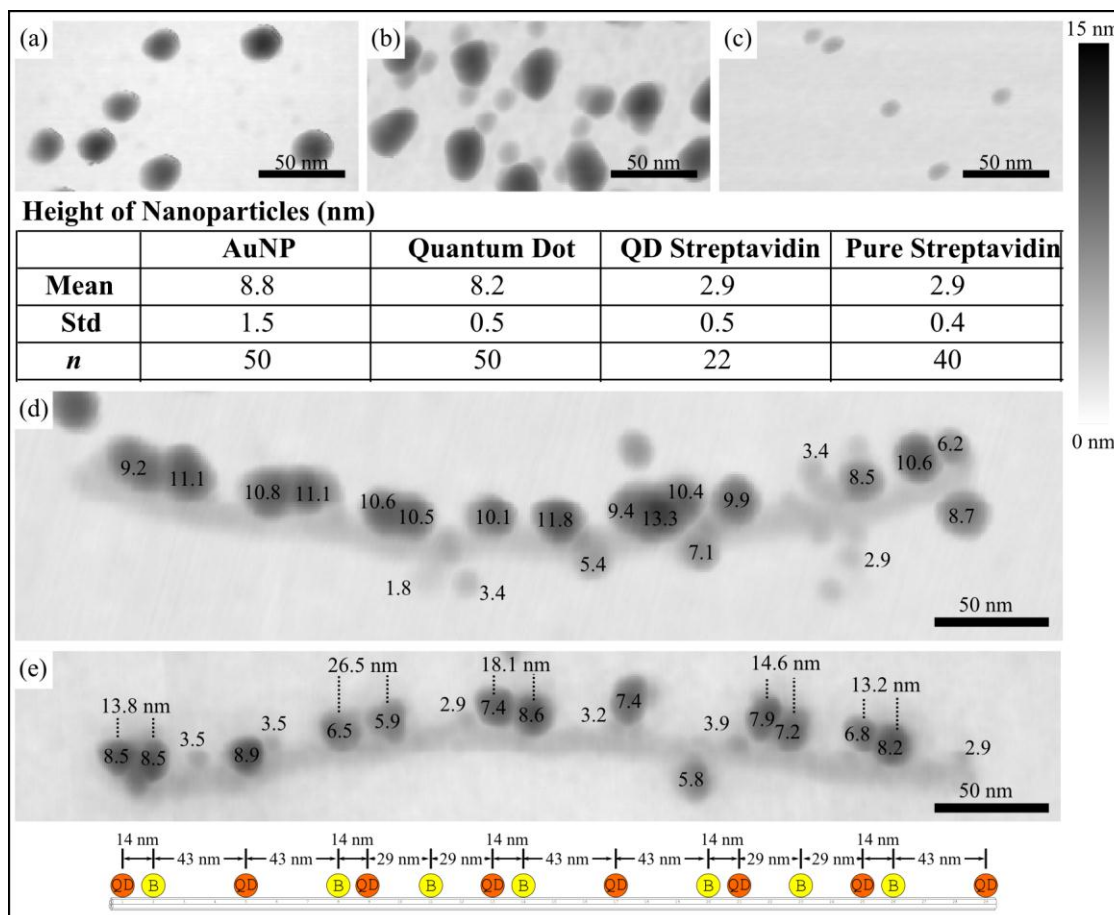 (a)
(b)
(c)
15 nm
50 nm
50 nm
50 nm
Height of Nanoparticles (nm)
AuNP Quantum Dot QD Streptavidin Pure Streptavidin
Mean 8.8 8.2 2.9 2.9
Std 1.5 0.5 0.5 0.4
n 50 50 22 40
0 nm
(d)
9.2 11.1 10.8 11.1 10.6 10.5 10.1 11.8 9.4 13.3 10.4 9.9 3.4 8.5 10.6 6.2
8.7
1.8 3.4 5.4 7.1 2.9
50 nm
(e)
13.8 nm 26.5 nm 18.1 nm 14.6 nm 13.2 nm
8.5 8.5 3.5 8.9 3.5 6.5 5.9 2.9 7.4 8.6 3.2 7.4 3.9 7.9 7.2 6.8 8.2 2.9
5.8
50 nm
14 nm 14 nm 14 nm 14 nm 14 nm
43 nm 43 nm 29 nm 29 nm 43 nm 43 nm 29 nm 29 nm 43 nm
QD B QD B QD B QD B QD B QD B QD B QD